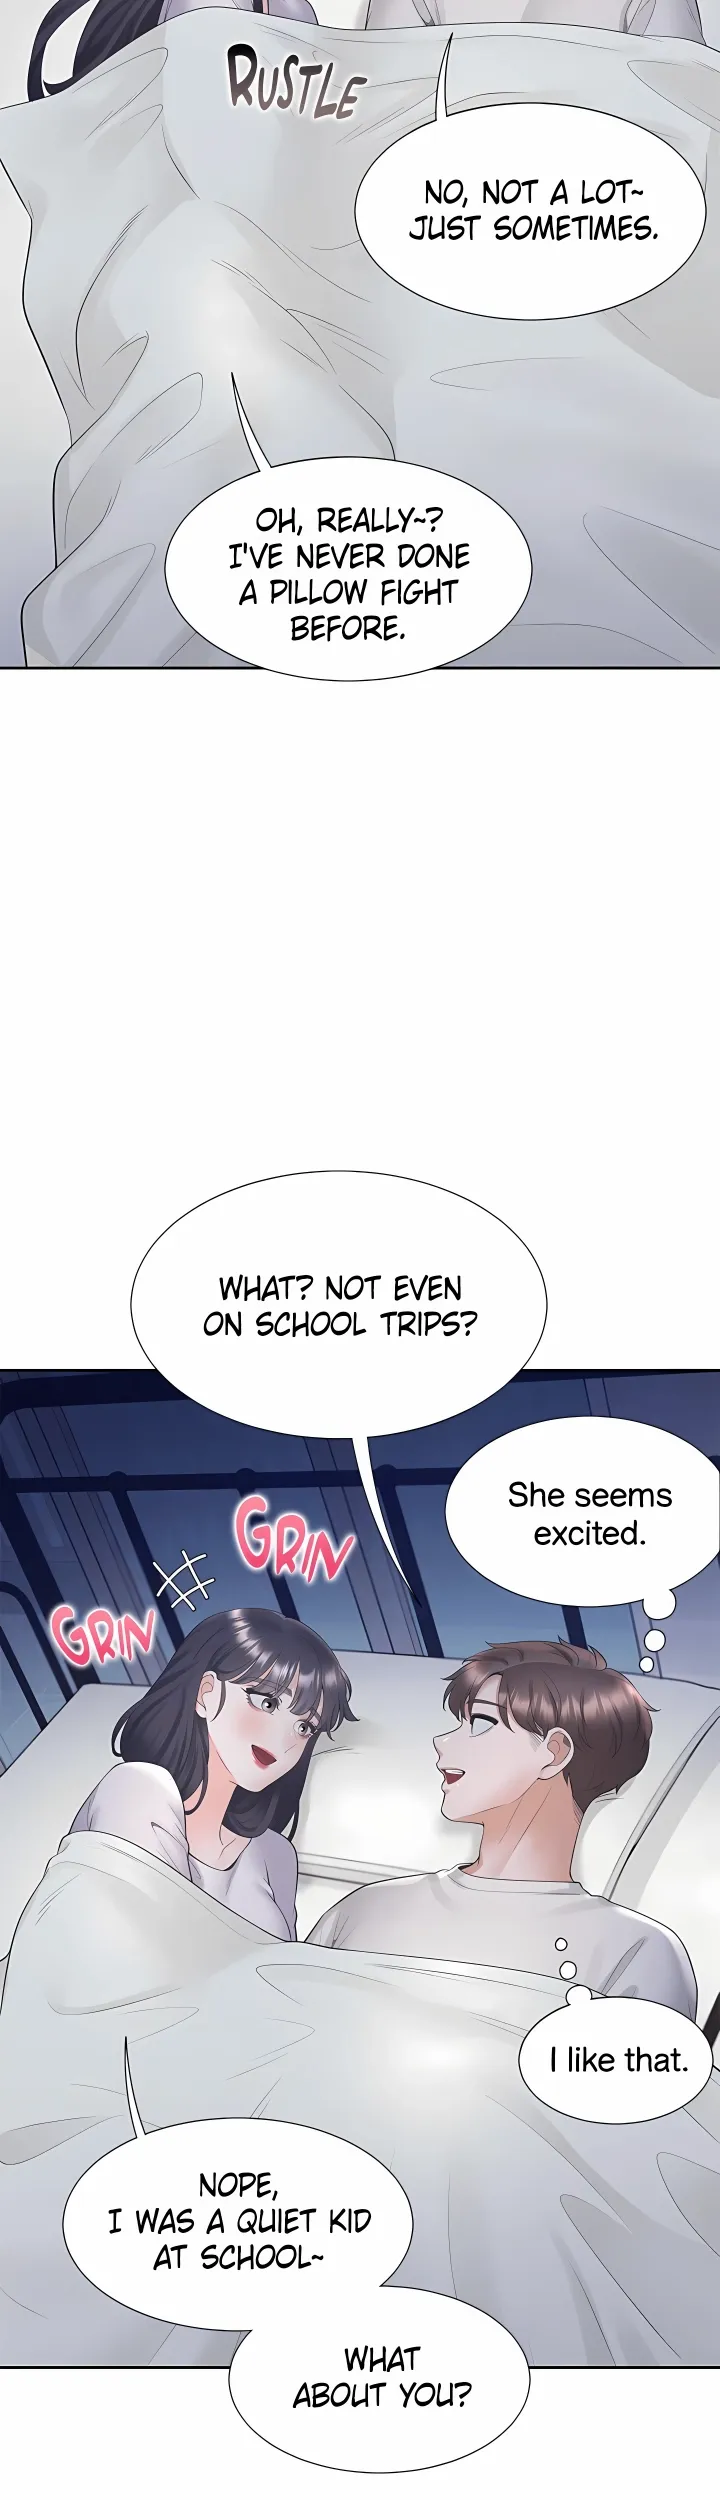 RUSTLE
NO, NOT A LOT~
JUST SOMETIMES.
OH, REALLY~?
I'VE NEVER DONE
A PILLOW FIGHT
BEFORE.
WHAT? NOT EVEN
ON SCHOOL TRIPS?
She seems
excited.
GRIN
GRIN
I like that.
NOPE,
I WAS A QUIET KID
AT SCHOOL~
WHAT
ABOUT YOU?